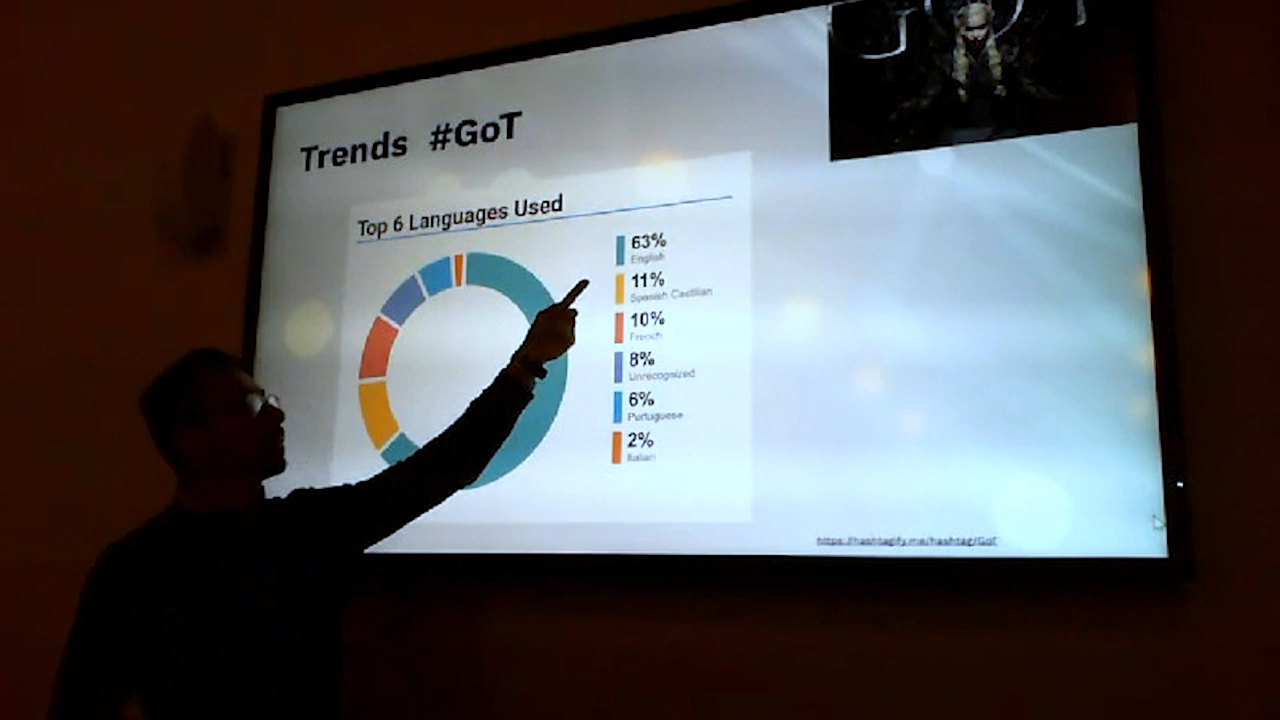 GOT
Trends #GoT
Top 6 Languages Used
63%
English
11%
Spanish Castilian
10%
French
8%
Unrecognized
6%
Portuguese
2%
Italian
https://hashtagify.me/hashtag/GoT